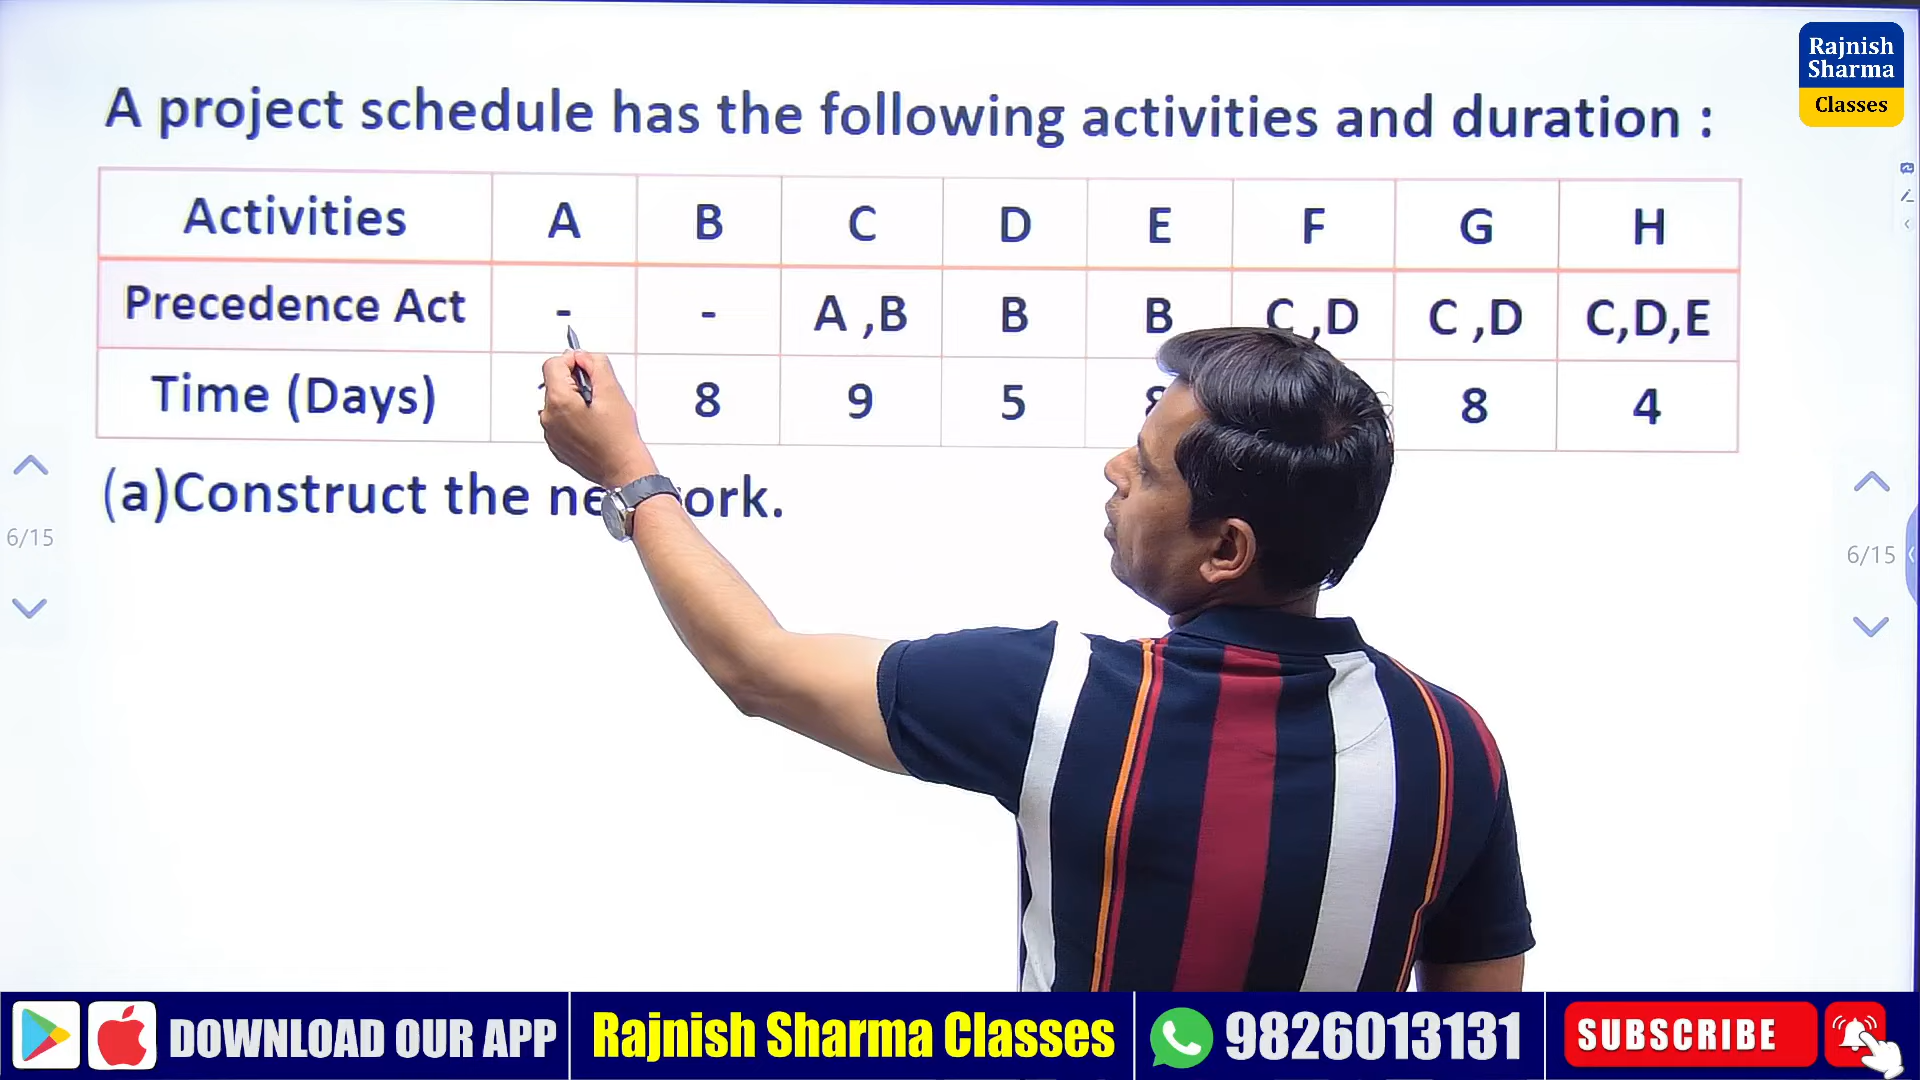 Rajnish
Sharma
Classes
A project schedule has the following activities and duration :
Activities A B C D E F G H
Precedence Act - - A ,B B B C ,D C ,D C,D,E
Time (Days) 8 9 5 8 4
(a)Construct the
6/15
6/15
DOWNLOAD OUR APP
Rajnish Sharma Classes
9826013131
SUBSCRIBE